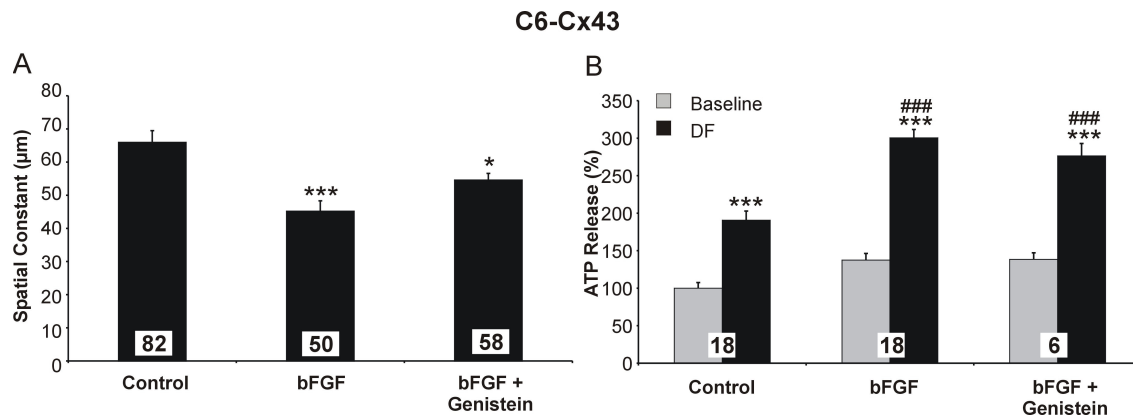 C6-Cx43
A
B
Spatial Constant (µm)
80
70
60
50
40
30
20
10
0
***
*
82
50
58
Control
bFGF
bFGF +
Genistein
ATP Release (%)
350
300
250
200
150
100
50
0
Baseline
DF
***
###
***
###
***
18
18
6
Control
bFGF
bFGF +
Genistein